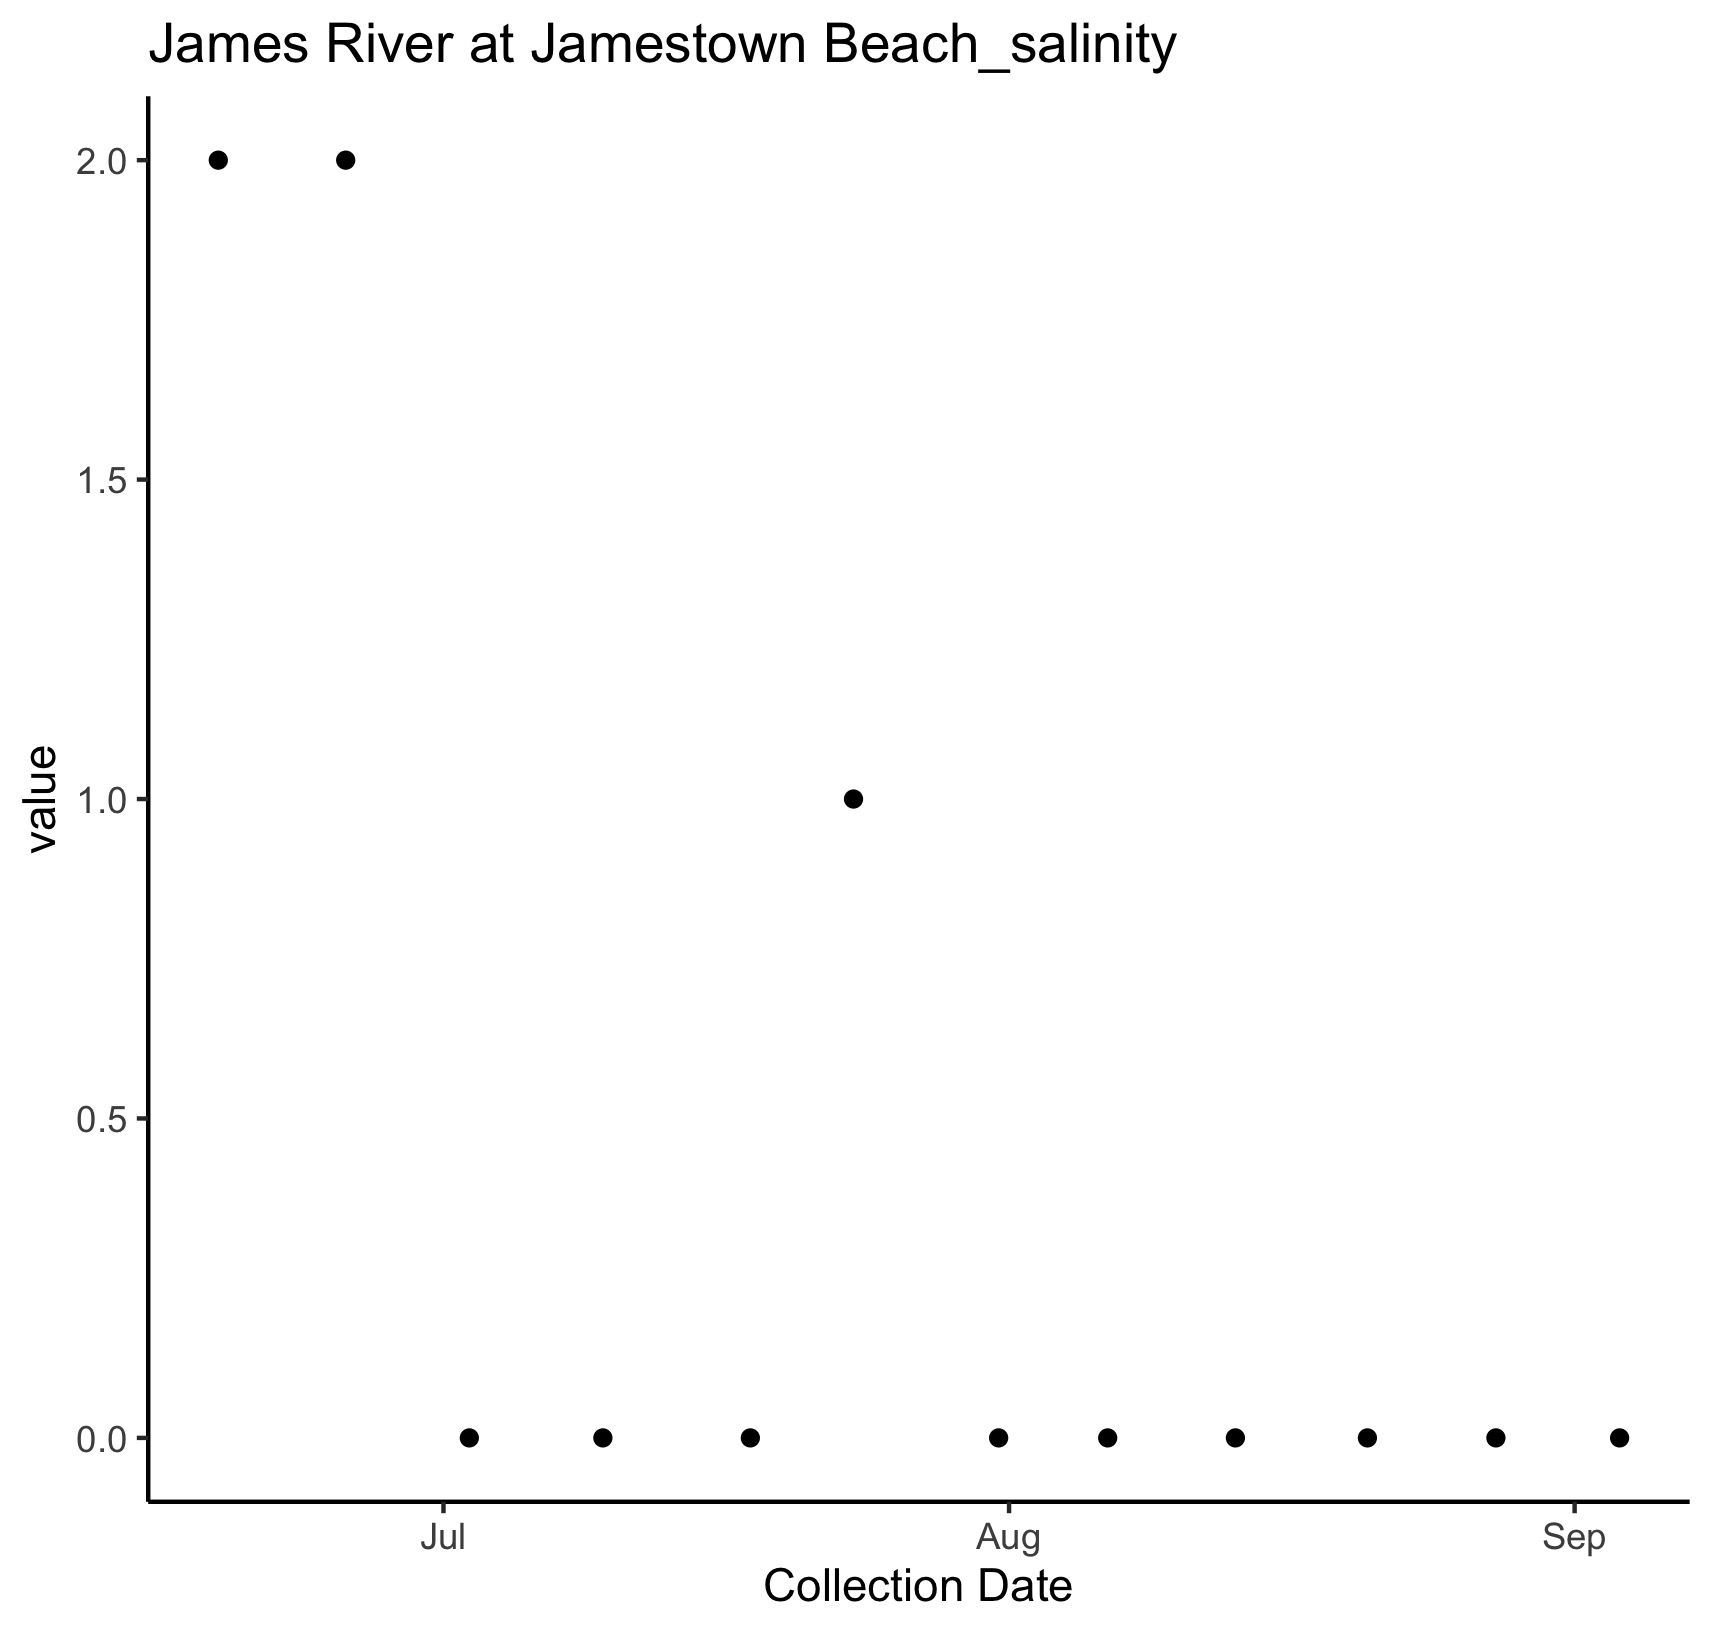 James River at Jamestown Beach_salinity
2.0
1.5
1.0
0.5
0.0
value
Jul Aug Sep
Collection Date